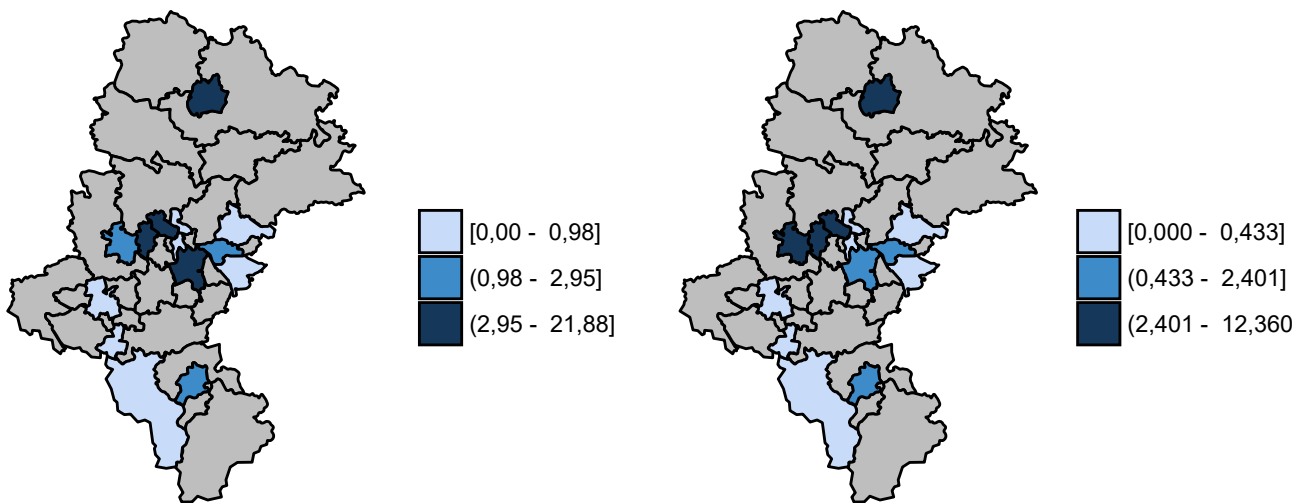 [0,00 - 0,98]
(0,98 - 2,95]
(2,95 - 21,88]
[0,000 - 0,433]
(0,433 - 2,401]
(2,401 - 12,360